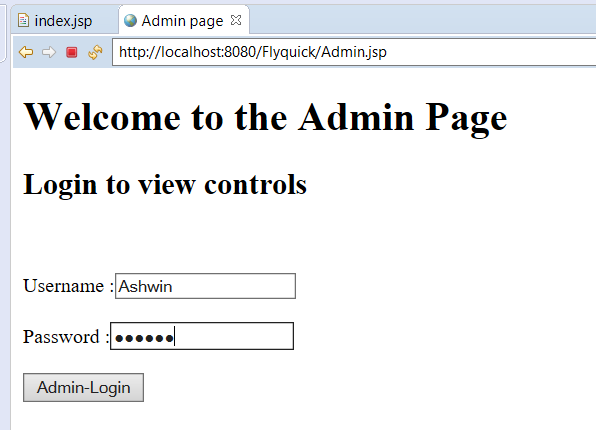 index.jsp Admin page
http://localhost:8080/Flyquick/Admin.jsp
Welcome to the Admin Page
Login to view controls
Username :Ashwin
Password :●●●●●●
Admin-Login